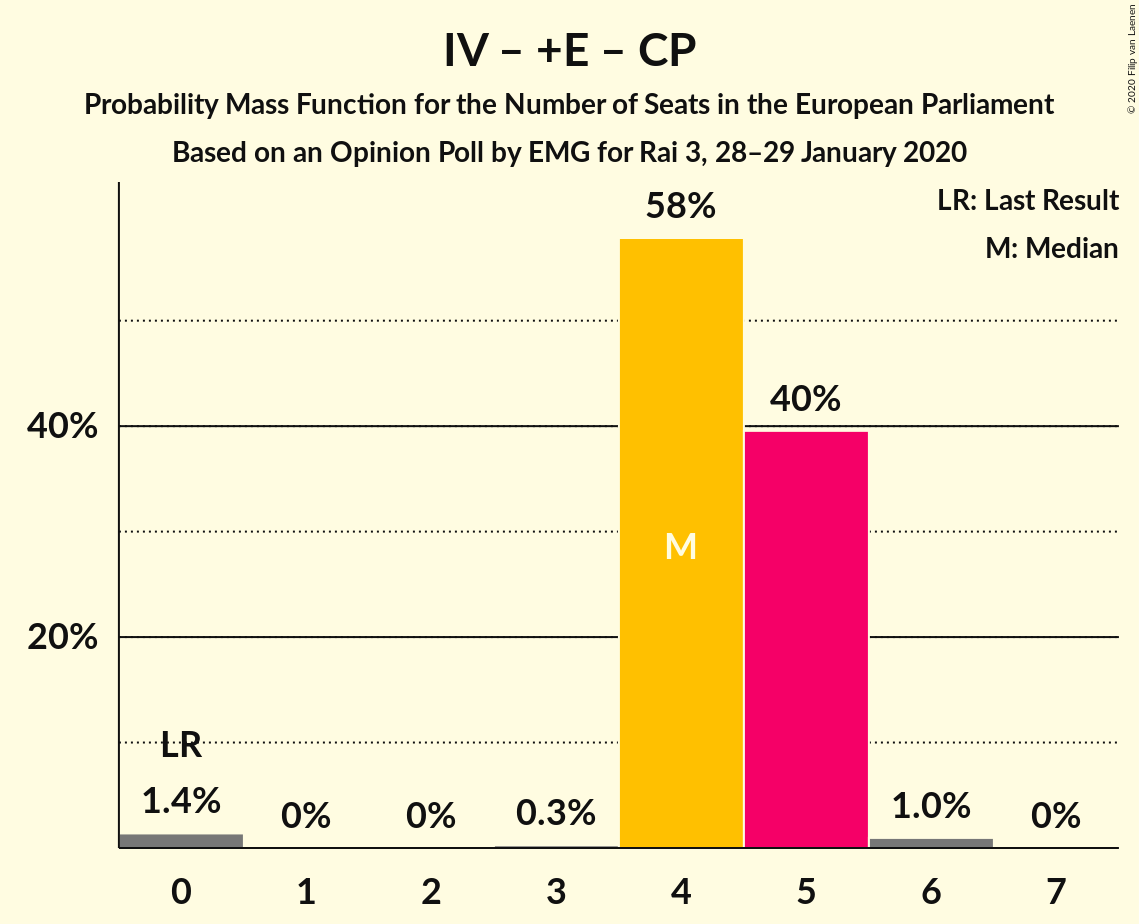 IV – +E – CP
Probability Mass Function for the Number of Seats in the European Parliament
Based on an Opinion Poll by EMG for Rai 3, 28–29 January 2020
© 2020 Filip van Laenen
LR: Last Result
M: Median
58%
40%
40%
M
20%
LR
1.4%
0%
0%
0.3%
1.0%
0%
0
1
2
3
4
5
6
7